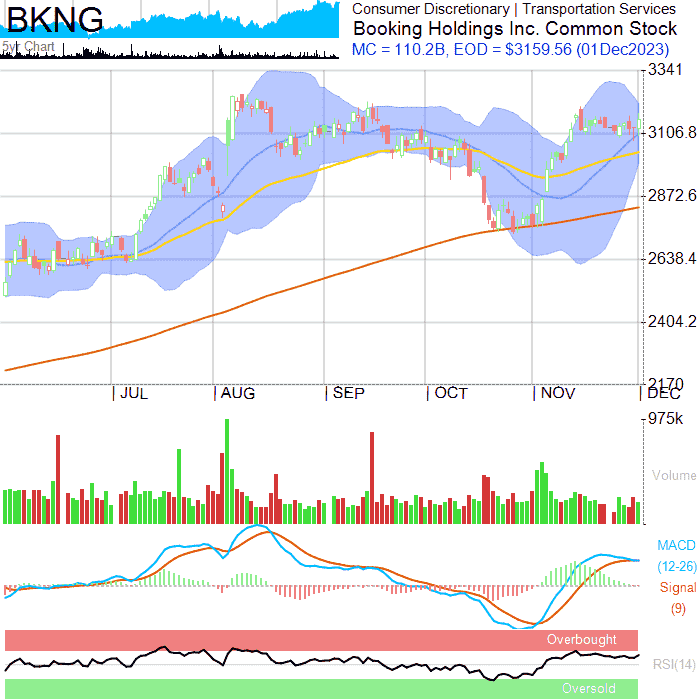 BKNG
5yr Chart
Consumer Discretionary | Transportation Services
Booking Holdings Inc. Common Stock
MC = 110.2B, EOD = $3159.56 (01Dec2023)
3341
3106.8
2872.6
2638.4
2404.2
2170
JUL AUG SEP OCT NOV DEC
975k
Volume
MACD
(12-26)
Signal
(9)
Overbought
RSI(14)
Oversold